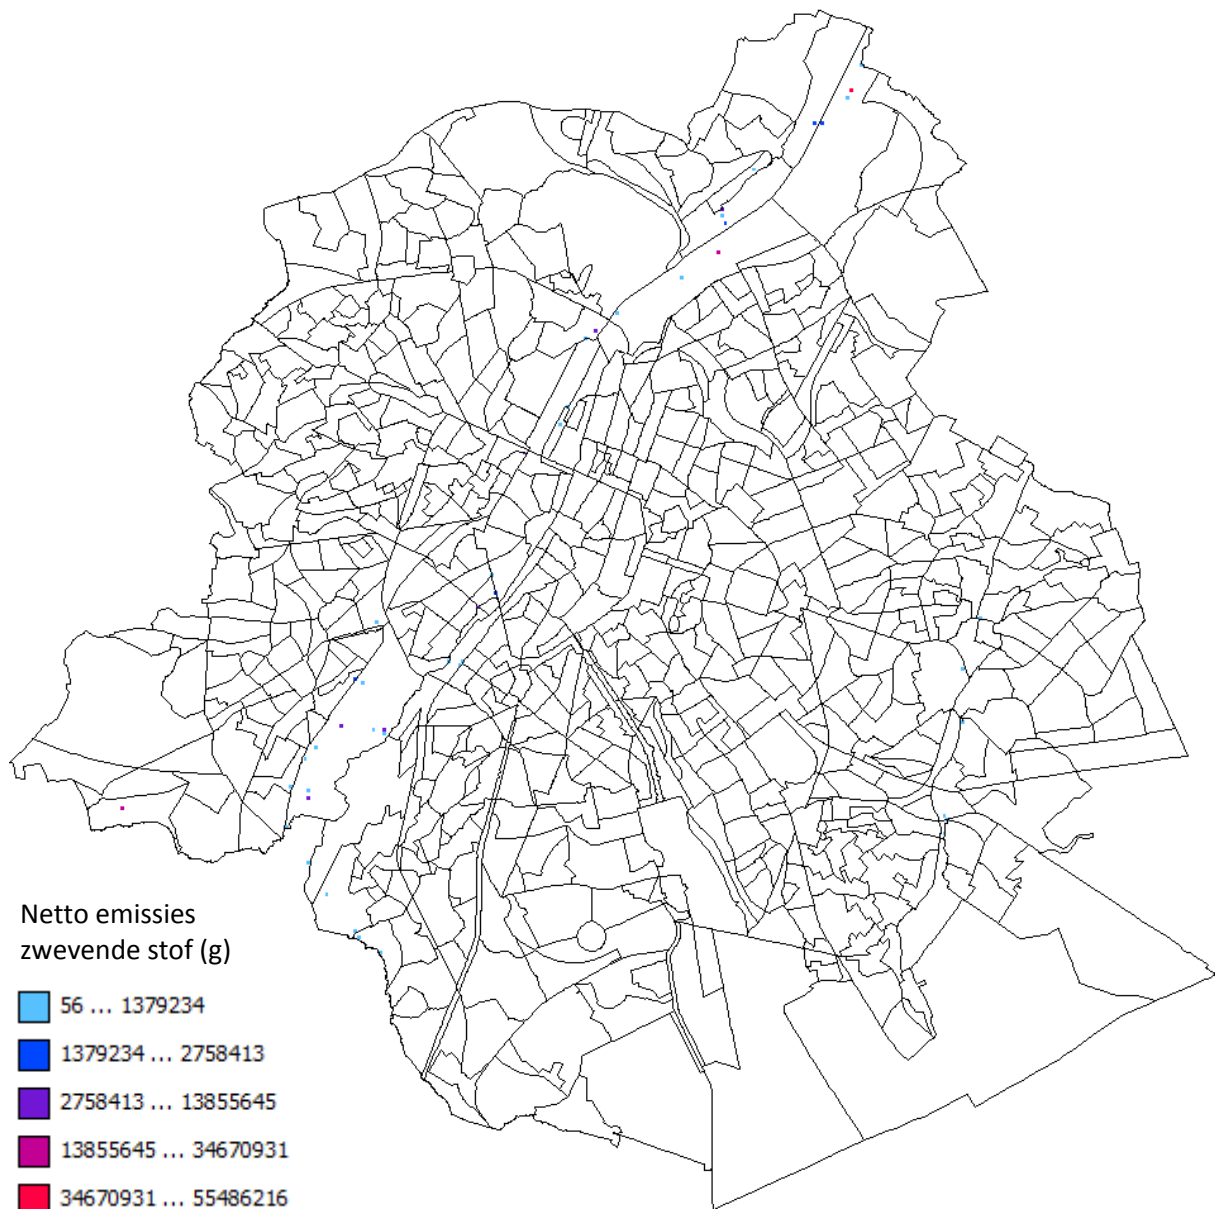 Netto emissies
zwevende stof (g)
56 ... 1379234
1379234 ... 2758413
2758413 ... 13855645
13855645 ... 34670931
34670931 ... 55486216